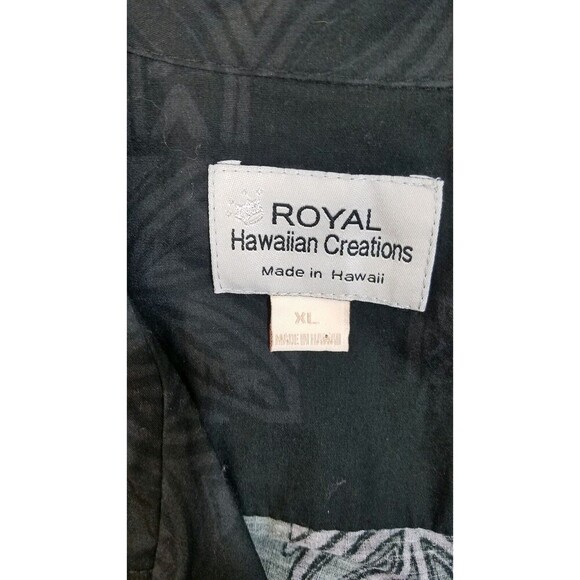 ROYAL
Hawaiian Creations
Made in Hawaii
XL
MADE IN HAWAII